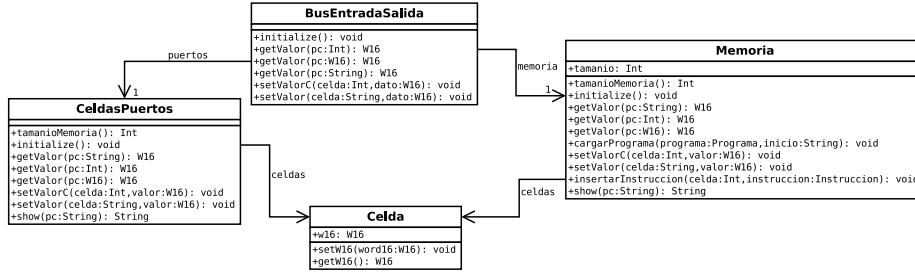 BusEntradaSalida
+initialize(): void
+getValor(pc:Int): W16
+getValor(pc:W16): W16
+getValor(pc:String): W16
+setValorC(celda:Int,dato:W16): void
+setValor(celda:String,dato:W16): void
puertos
1
memoria
1
Memoria
+tamanio: Int
+tamanioMemoria(): Int
+initialize(): void
+getValor(pc:String): W16
+getValor(pc:Int): W16
+getValor(pc:W16): W16
+cargarPrograma(programa:Programa,inicio:String): void
+setValorC(celda:Int,valor:W16): void
+setValor(celda:String,valor:W16): void
+insertarInstruccion(celda:Int,instruccion:Instruccion): void
+show(pc:String): String
CeldasPuertos
+tamanioMemoria(): Int
+initialize(): void
+getValor(pc:String): W16
+getValor(pc:Int): W16
+getValor(pc:W16): W16
+setValorC(celda:Int,valor:W16): void
+setValor(celda:String,valor:W16): void
+show(pc:String): String
celdas
celdas
Celda
+w16: W16
+setW16(word16:W16): void
+getW16(): W16